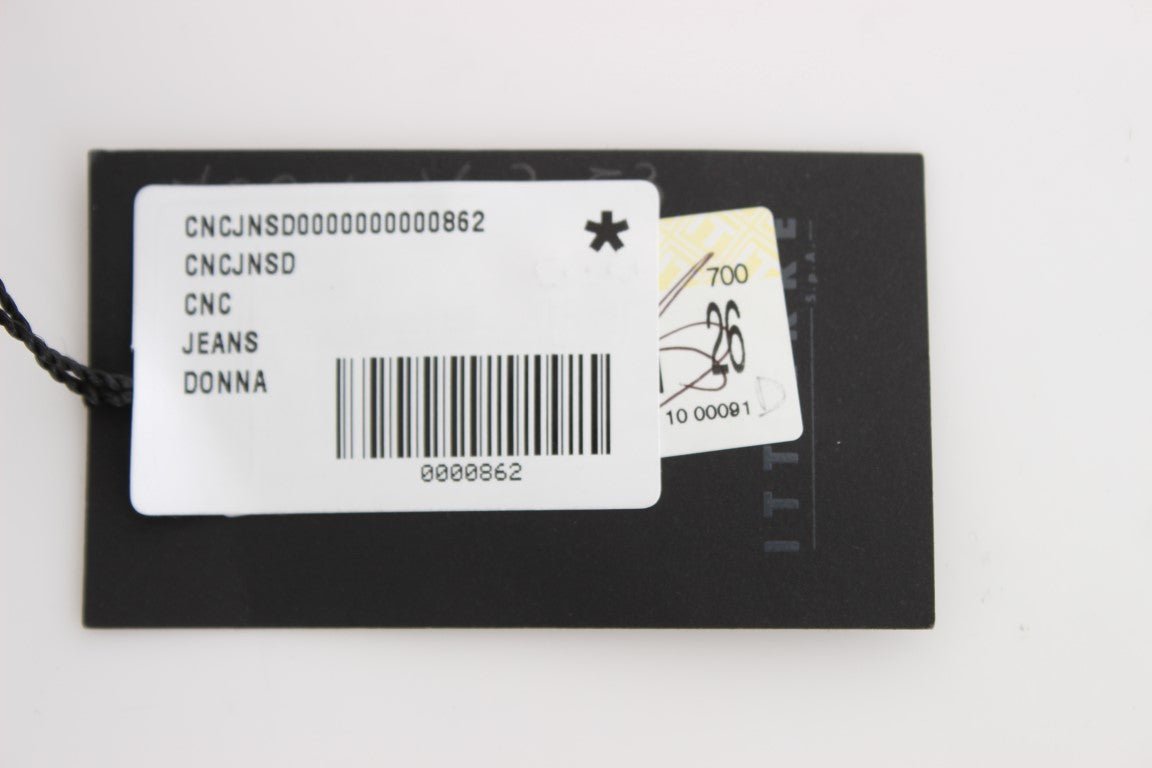 CNCJNSD0000000000862
*
CNCJNSD
CNC
JEANS
DONNA
0000862
700
26
10 00091
D
S.p.A.